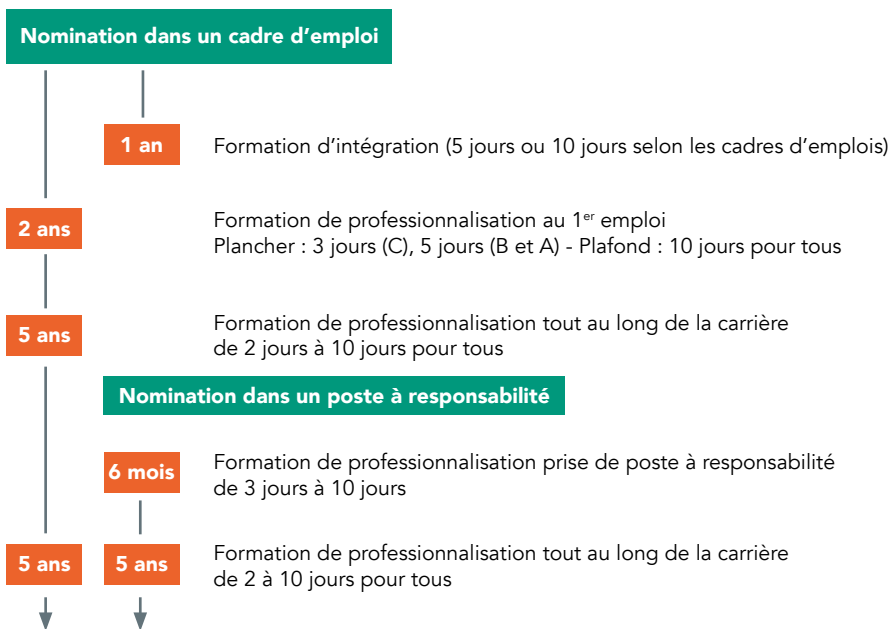 Nomination dans un cadre d’emploi
1 an
Formation d’intégration (5 jours ou 10 jours selon les cadres d’emplois)
2 ans
Formation de professionnalisation au 1er emploi
Plancher : 3 jours (C), 5 jours (B et A) - Plafond : 10 jours pour tous
5 ans
Formation de professionnalisation tout au long de la carrière
de 2 jours à 10 jours pour tous
Nomination dans un poste à responsabilité
6 mois
Formation de professionnalisation prise de poste à responsabilité
de 3 jours à 10 jours
5 ans
5 ans
Formation de professionnalisation tout au long de la carrière
de 2 à 10 jours pour tous